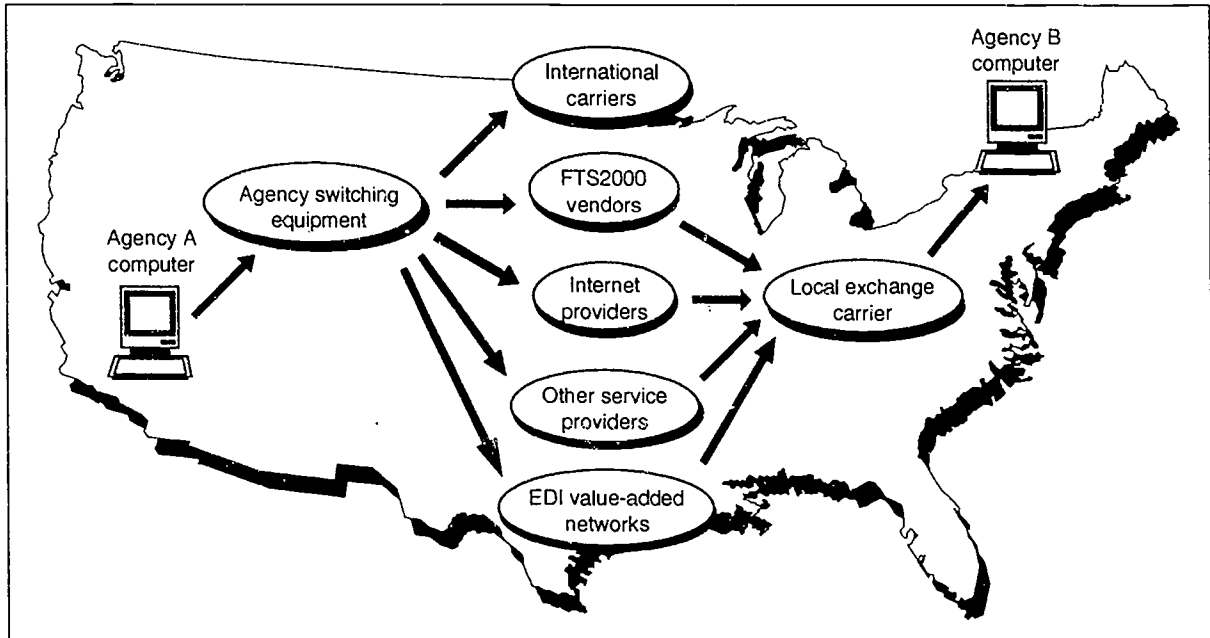 International
carriers
Agency B
computer
Agency switching
equipment
FTS2000
vendors
Agency A
computer
Internet
providers
Local exchange
carrier
Other service
providers
EDI value-added
networks